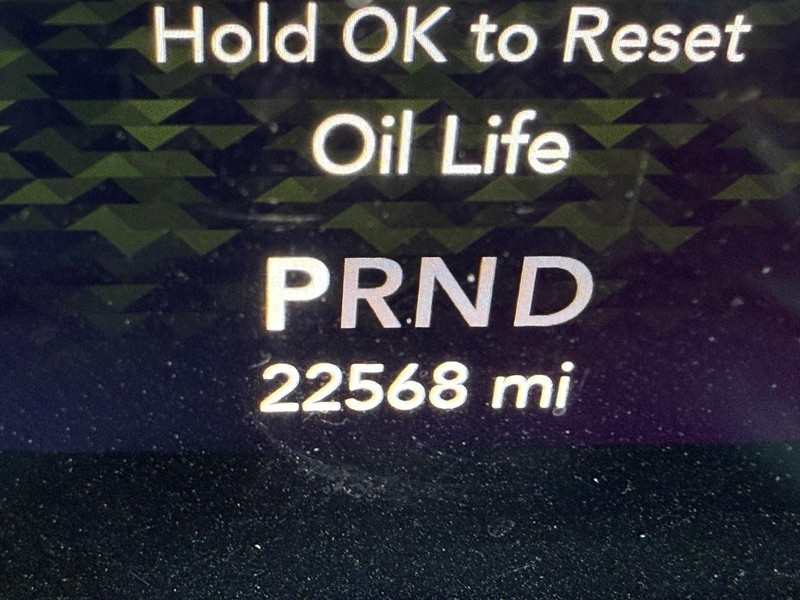 Hold OK to Reset
Oil Life
PRND
22568 mi